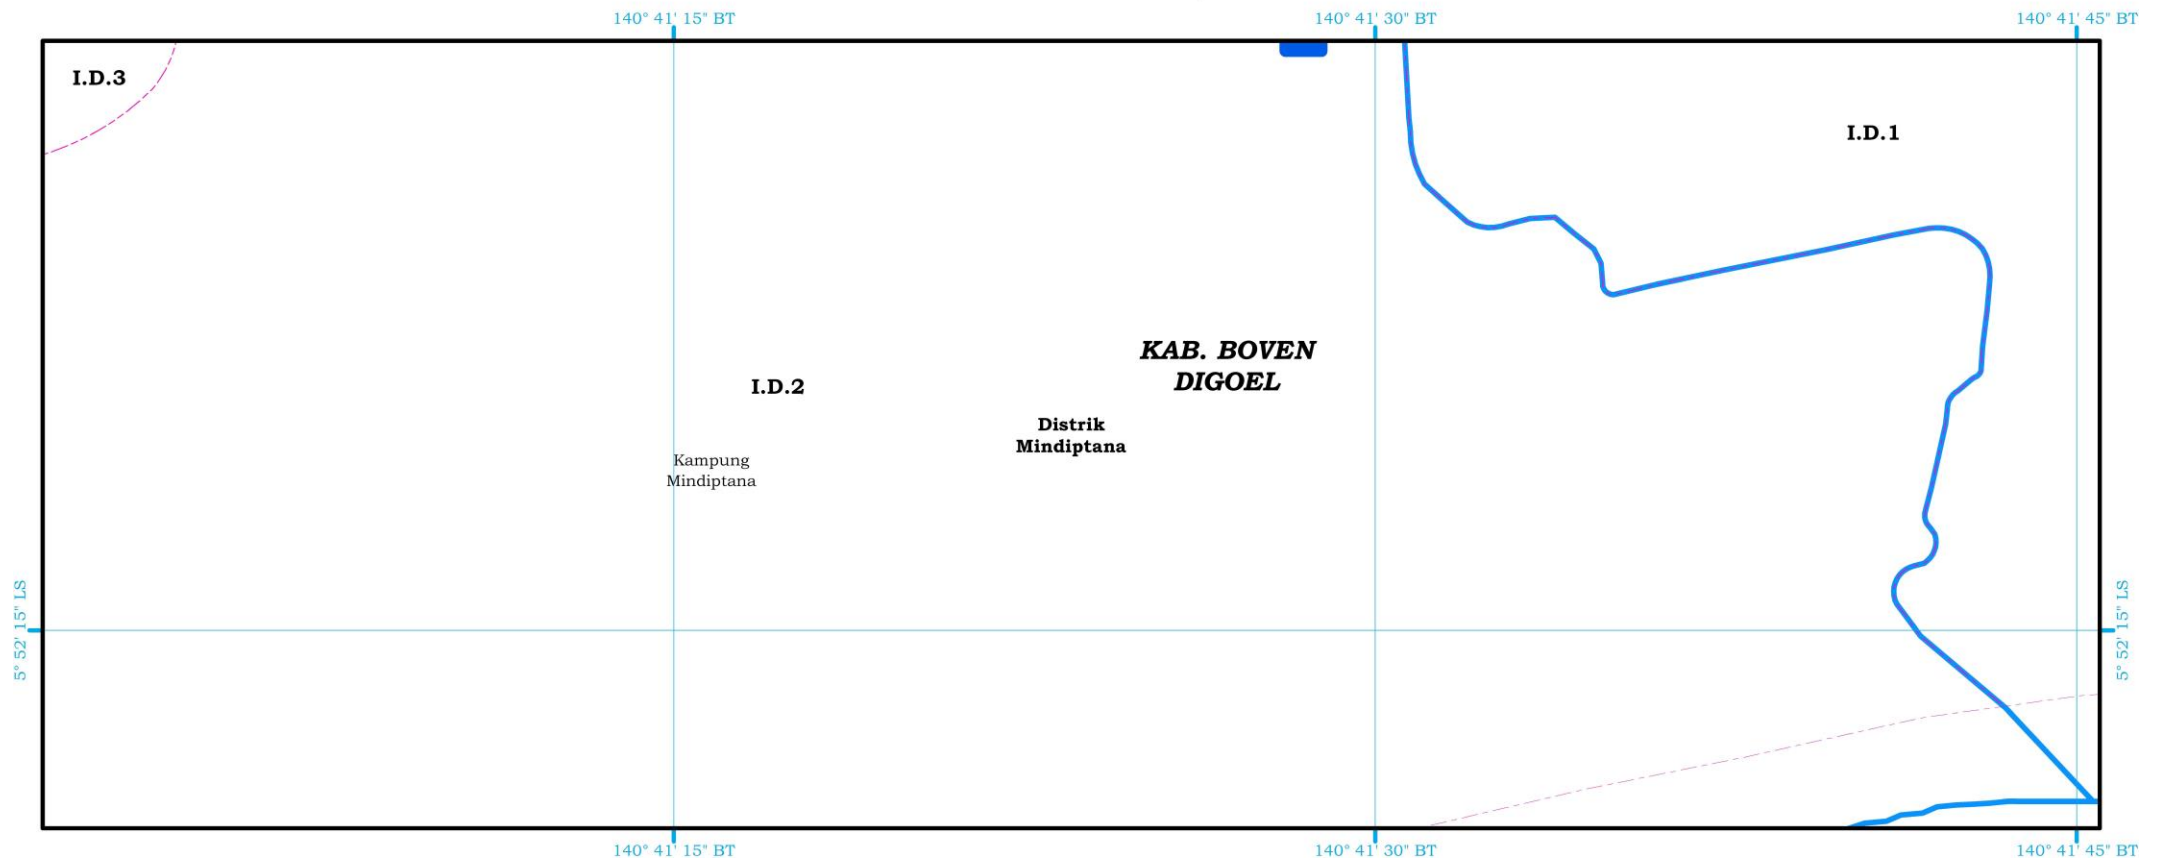 140° 41' 15" BT
140° 41' 30" BT
140° 41' 45" BT
I.D.3
I.D.1
KAB. BOVEN
DIGOEL
I.D.2
Distrik
Mindiptana
Kampung
Mindiptana
5° 52' 15" LS
5° 52' 15" LS
140° 41' 15" BT
140° 41' 30" BT
140° 41' 45" BT